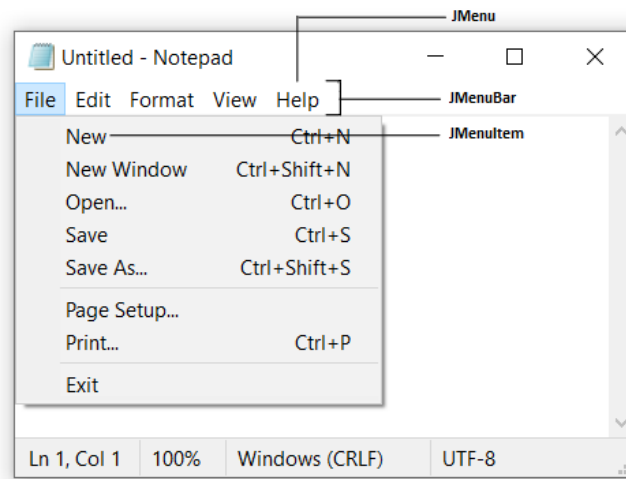 JMenu
Untitled - Notepad
File Edit Format View Help JMenuBar
New Ctrl+N JMenuItem
New Window Ctrl+Shift+N
Open... Ctrl+O
Save Ctrl+S
Save As... Ctrl+Shift+S
Page Setup...
Print... Ctrl+P
Exit
Ln 1, Col 1 100% Windows (CRLF) UTF-8